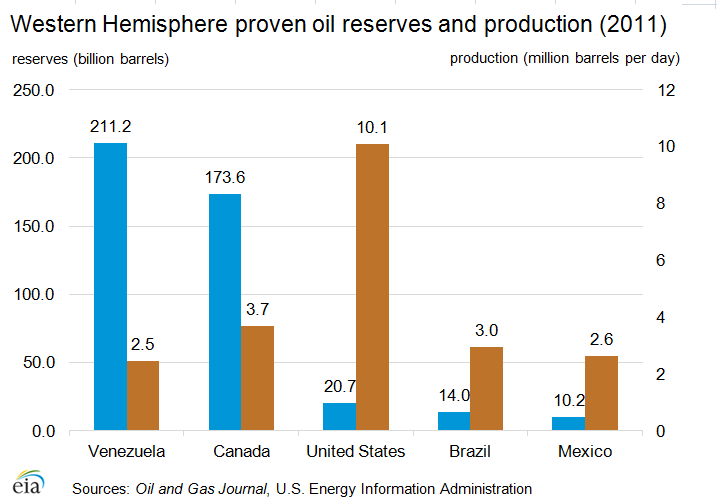 Western Hemisphere proven oil reserves and production (2011)
reserves (billion barrels)
production (million barrels per day)
250.0
12
211.2
10.1
200.0
10
173.6
8
150.0
6
100.0
3.7
4
3.0
2.5
2.6
50.0
2
20.7
14.0
10.2
0.0
0
Venezuela
Canada
United States
Brazil
Mexico
eia
Sources: Oil and Gas Journal, U.S. Energy Information Administration